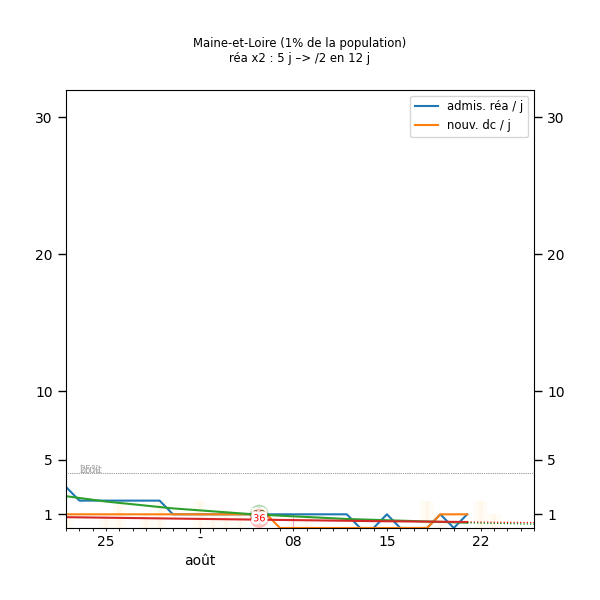 Maine-et-Loire (1% de la population)
réa x2 : 5 j –> /2 en 12 j
admis. réa / j
nouv. dc / j
30 30
20 20
10 10
5 5
1 1
36
25 - 08 15 22
août